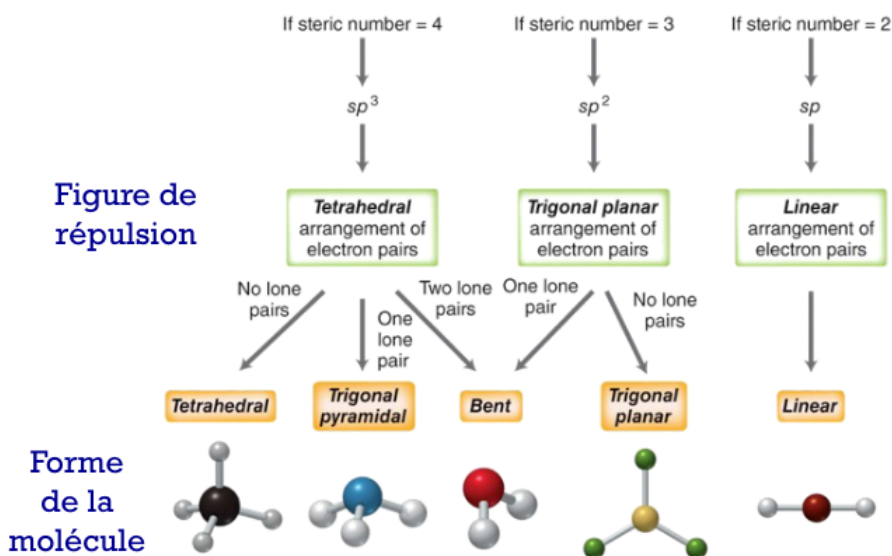 If steric number = 4
If steric number = 3
If steric number = 2
sp³
sp²
sp
Figure de
répulsion
Tetrahedral
arrangement of
electron pairs
Trigonal planar
arrangement of
electron pairs
Linear
arrangement of
electron pairs
No lone
pairs
One
lone
pair
Two lone
pairs
One lone
pair
No lone
pairs
Tetrahedral
Trigonal
pyramidal
Bent
Trigonal
planar
Linear
Forme
de la
molécule